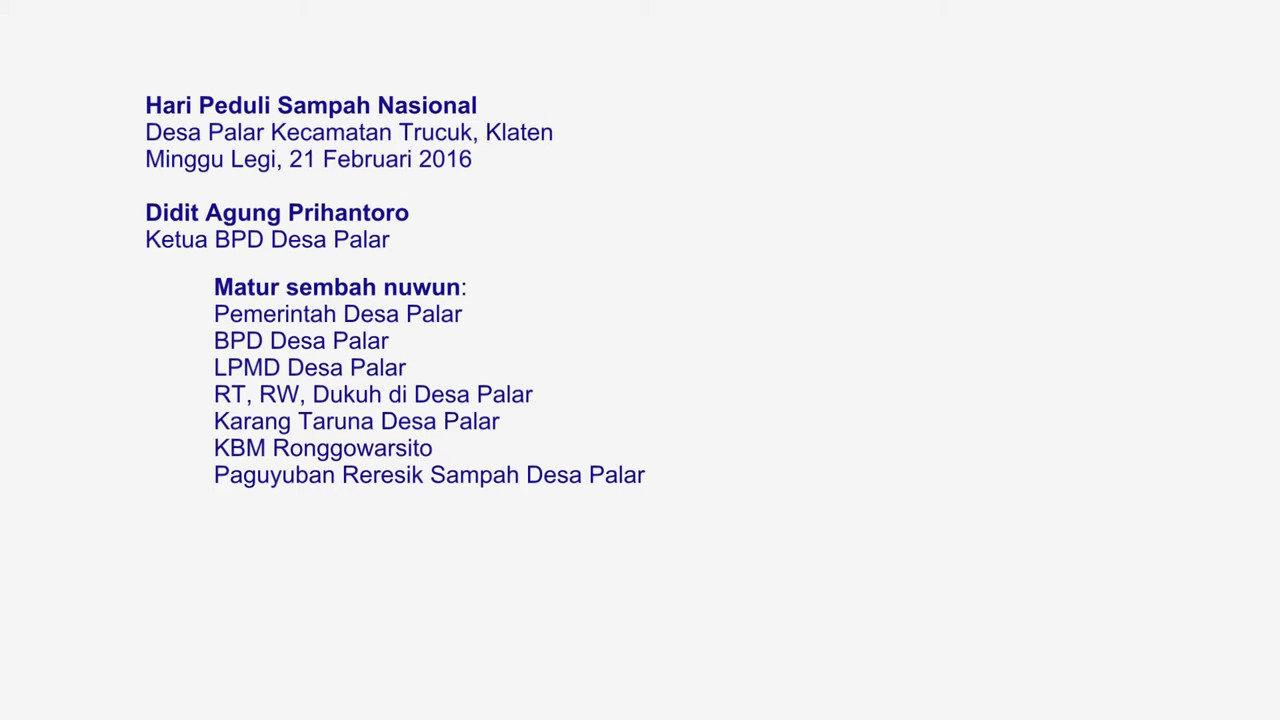 Hari Peduli Sampah Nasional
Desa Palar Kecamatan Trucuk, Klaten
Minggu Legi, 21 Februari 2016
Didit Agung Prihantoro
Ketua BPD Desa Palar
Matur sembah nuwun:
Pemerintah Desa Palar
BPD Desa Palar
LPMD Desa Palar
RT, RW, Dukuh di Desa Palar
Karang Taruna Desa Palar
KBM Ronggowarsito
Paguyuban Reresik Sampah Desa Palar